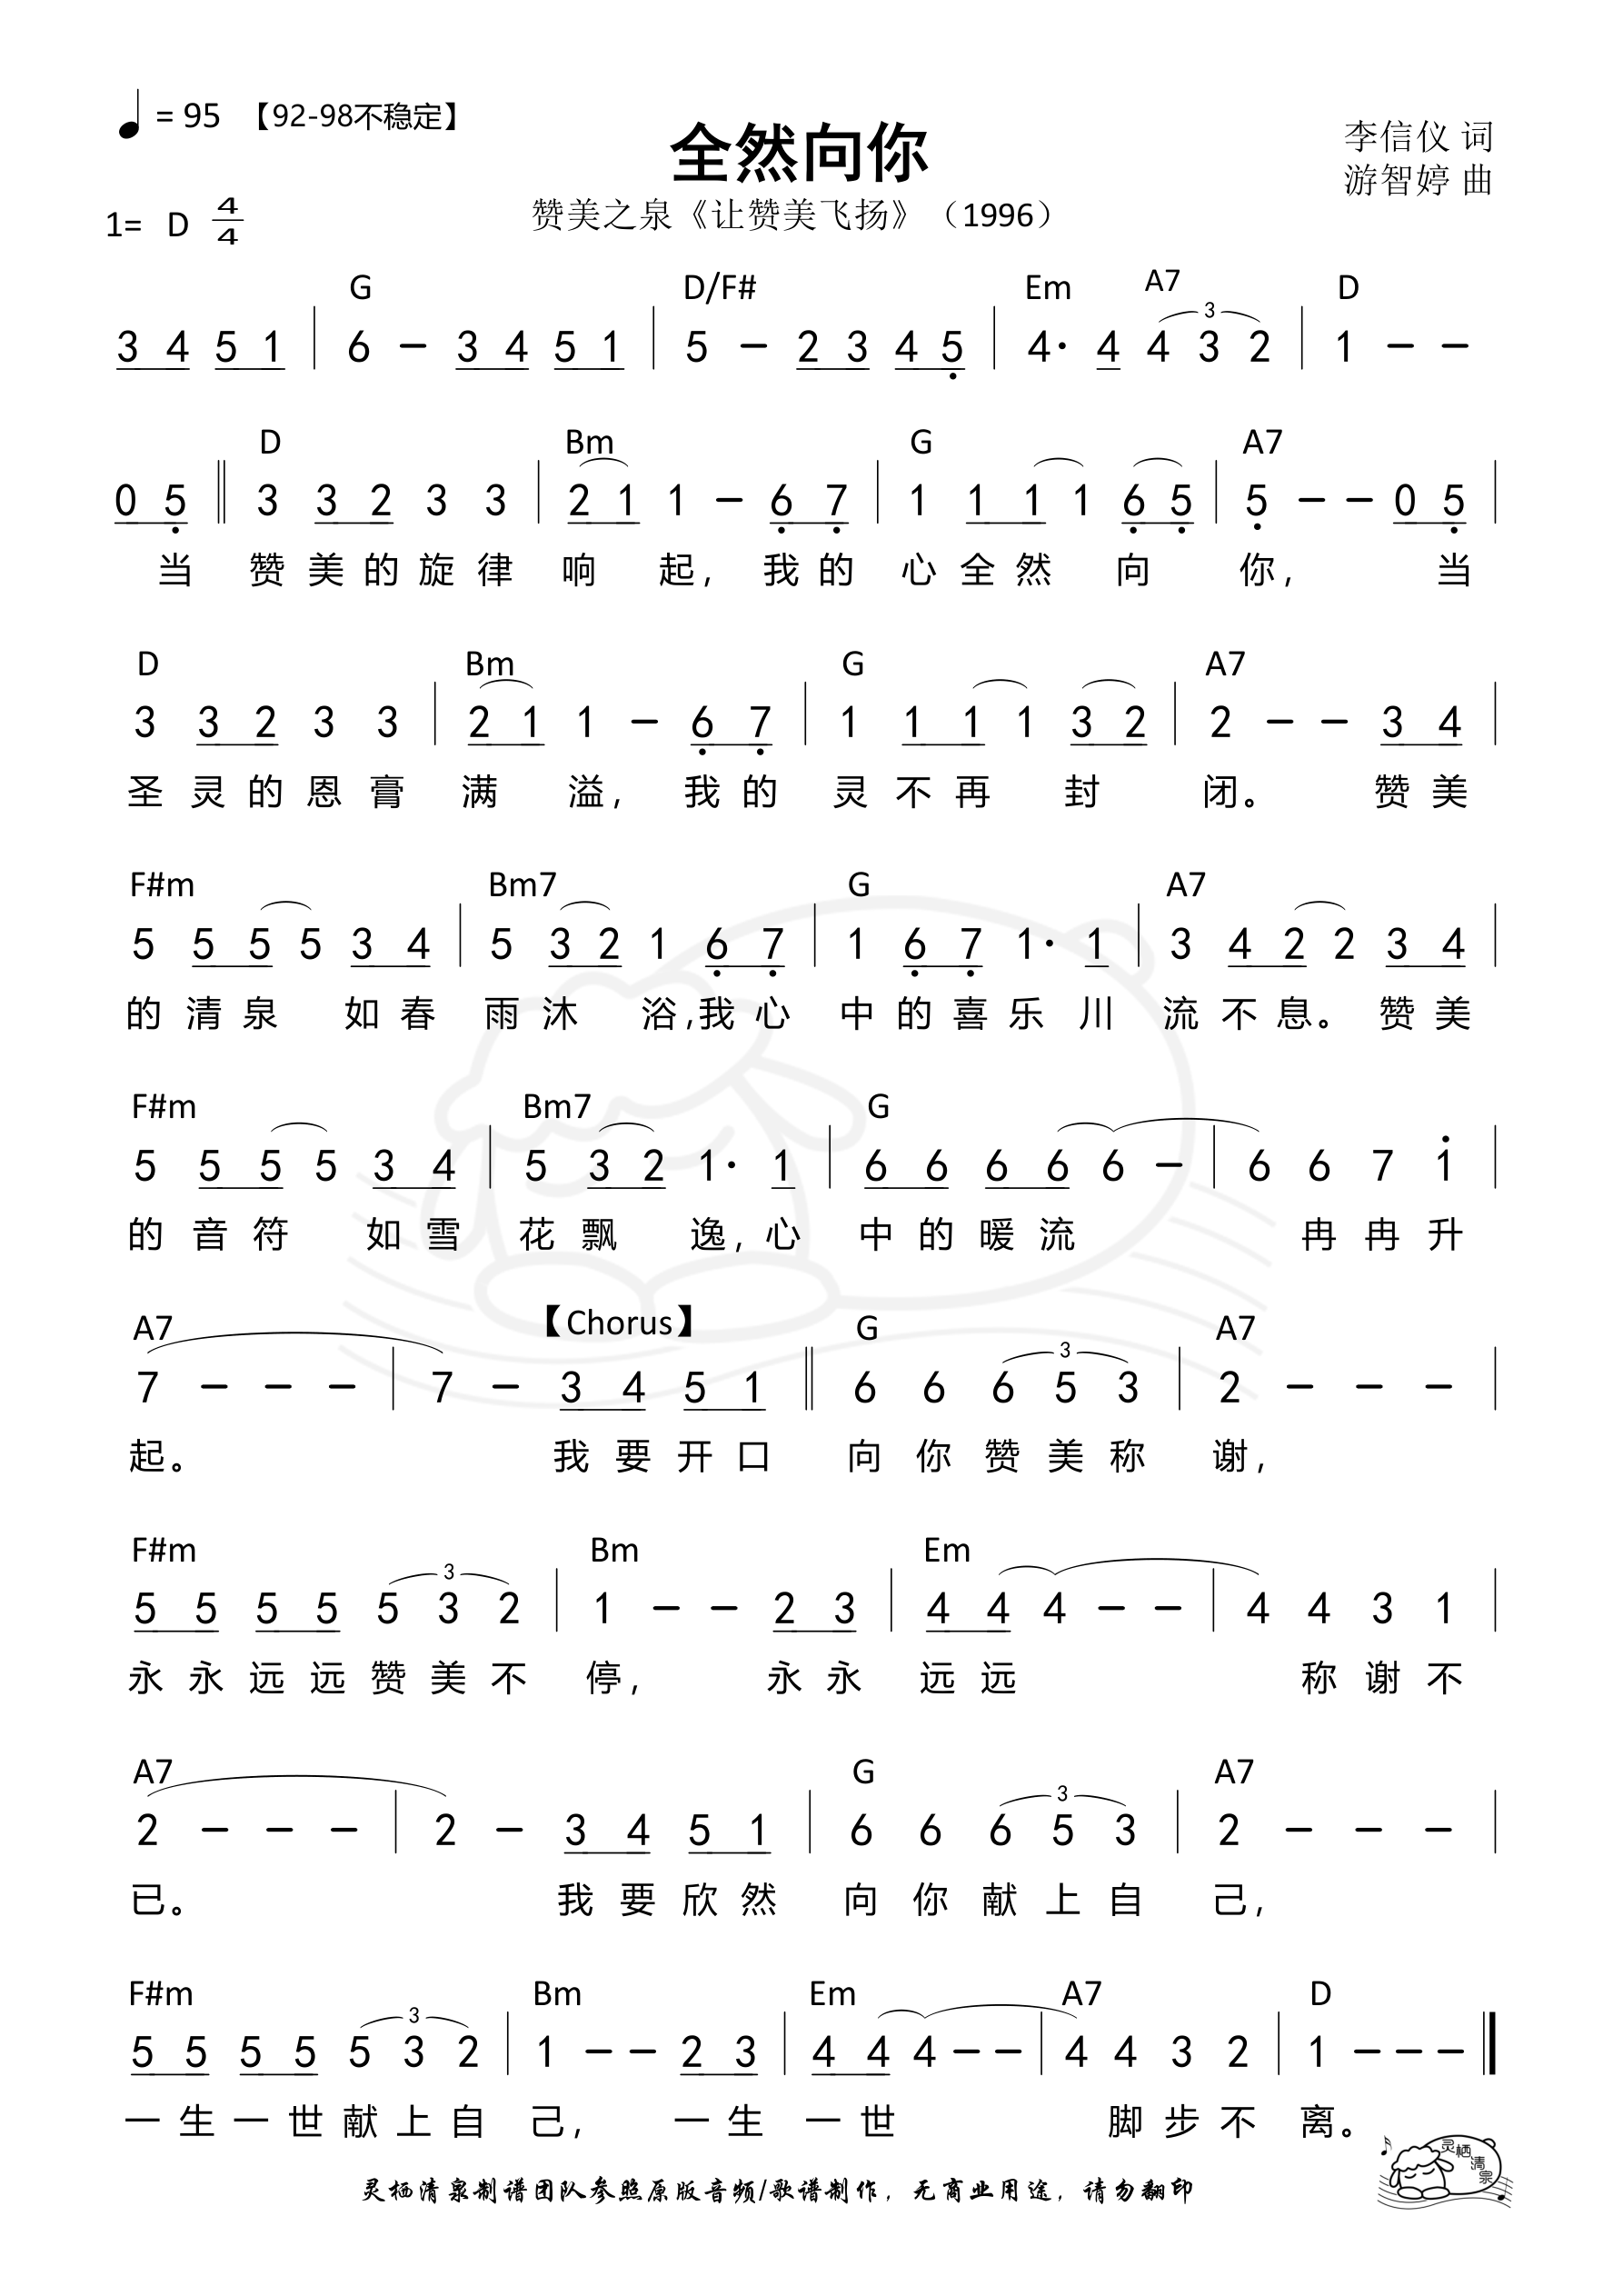 = 95 【92-98不稳定】
全然向你
李信仪 词
游智婷 曲
1= D 4/4
赞美之泉《让赞美飞扬》（1996）
G D/F# Em A7 D
3 4 5 1 | 6 - 3 4 5 1 | 5 - 2 3 4 5 | 4· 4 4 3 2 | 1 - -
D Bm G A7
0 5 || 3 3 2 3 3 | 2 1 1 - 6 7 | 1 1 1 1 6 5 | 5 - - 0 5 |
当 赞美的旋律 响 起, 我的 心全然 向 你, 当
D Bm G A7
3 3 2 3 3 | 2 1 1 - 6 7 | 1 1 1 1 3 2 | 2 - - 3 4 |
圣灵的恩膏 满 溢, 我的 灵不再 封 闭。 赞美
F#m Bm7 G A7
5 5 5 5 3 4 | 5 3 2 1 6 7 | 1 6 7 1· 1 | 3 4 2 2 3 4 |
的清泉 如春 雨沐 浴,我心 中的喜乐川 流不息。 赞美
F#m Bm7 G
5 5 5 5 3 4 | 5 3 2 1· 1 | 6 6 6 6 6 - | 6 6 7 1 |
的音符 如雪 花飘 逸,心 中的暖流 冉冉升
A7 【Chorus】 G A7
7 - - - | 7 - 3 4 5 1 || 6 6 6 5 3 | 2 - - - |
起。 我要开口 向你赞美称 谢,
F#m Bm Em
5 5 5 5 5 3 2 | 1 - - 2 3 | 4 4 4 - - | 4 4 3 1 |
永永远远赞美不 停, 永永 远远 称谢不
A7 G A7
2 - - - | 2 - 3 4 5 1 | 6 6 6 5 3 | 2 - - - |
已。 我要欣然 向你献上自 己,
F#m Bm Em A7 D
5 5 5 5 5 3 2 | 1 - - 2 3 | 4 4 4 - - | 4 4 3 2 | 1 - - - ||
一生一世献上自 己, 一生 一世 脚步不 离。
灵栖清泉
灵栖清泉制谱团队参照原版音频/歌谱制作，无商业用途，请勿翻印